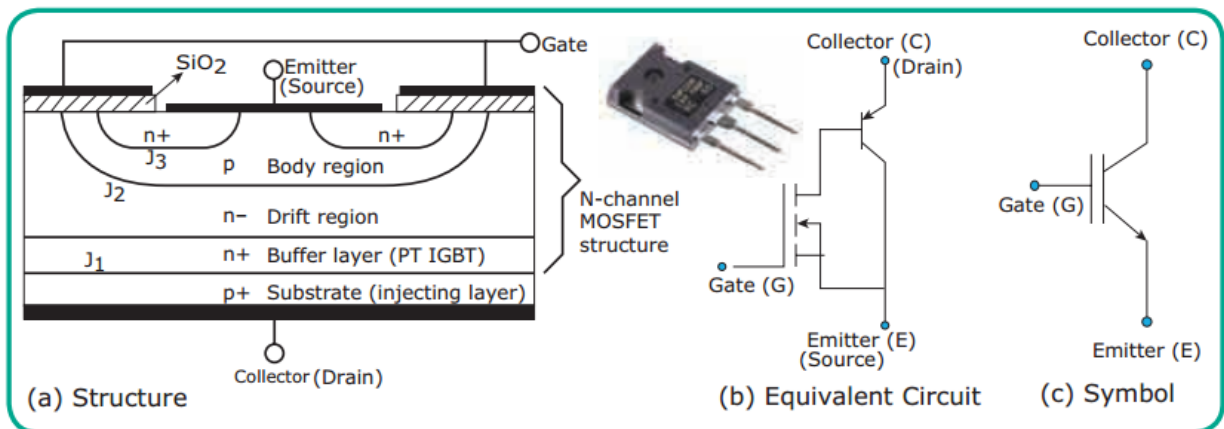 Gate
SiO2
Emitter
(Source)
n+
n+
J3
p Body region
J2
n− Drift region
J1
n+ Buffer layer (PT IGBT)
p+ Substrate (injecting layer)
Collector (Drain)
(a) Structure
N-channel
MOSFET
structure
Collector (C)
(Drain)
Gate (G)
Emitter (E)
(Source)
(b) Equivalent Circuit
Collector (C)
Gate (G)
Emitter (E)
(c) Symbol